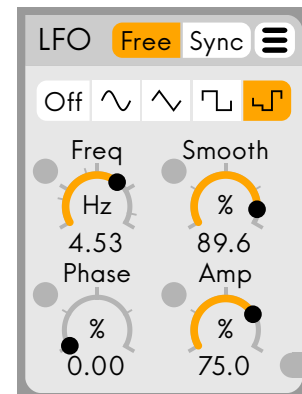 LFO Free Sync
Off
Freq Smooth
Hz %
4.53 89.6
Phase Amp
% %
0.00 75.0